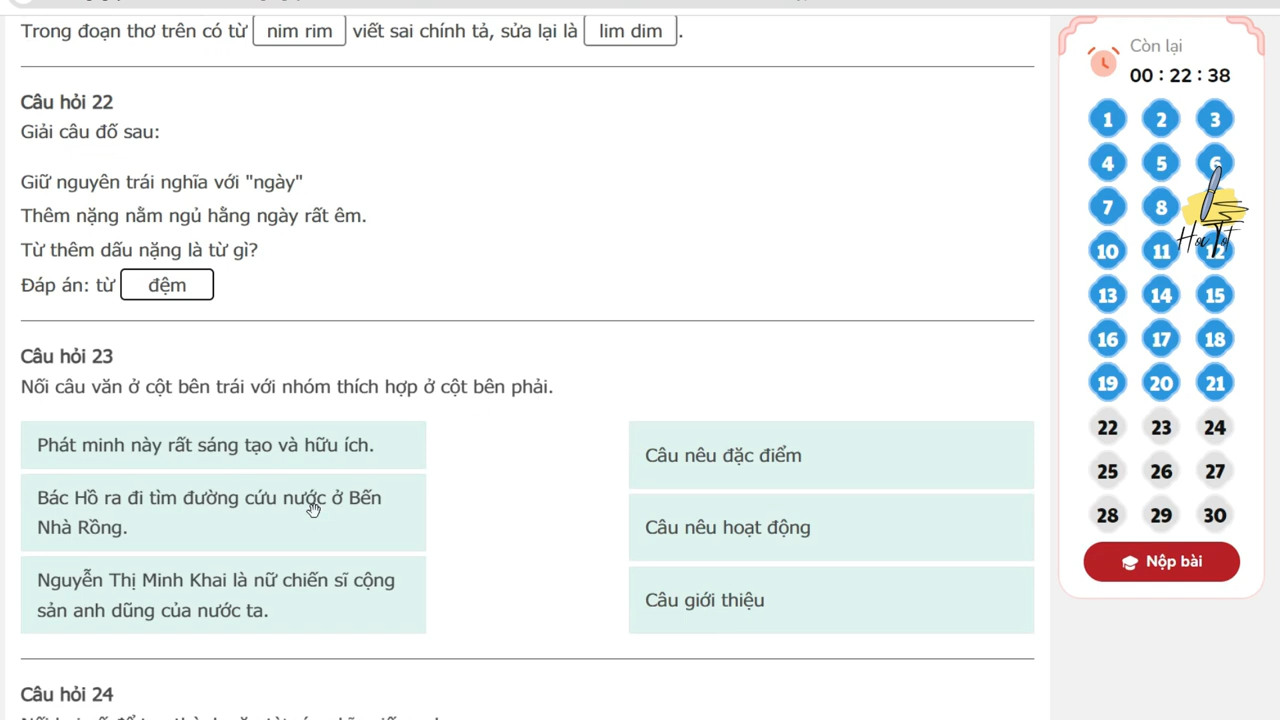 Trong đoạn thơ trên có từ nim rim viết sai chính tả, sửa lại là lim dim .
Câu hỏi 22
Giải câu đố sau:
Giữ nguyên trái nghĩa với "ngày"
Thêm nặng nằm ngủ hằng ngày rất êm.
Từ thêm dấu nặng là từ gì?
Đáp án: từ đệm
Câu hỏi 23
Nối câu văn ở cột bên trái với nhóm thích hợp ở cột bên phải.
Phát minh này rất sáng tạo và hữu ích.
Bác Hồ ra đi tìm đường cứu nước ở Bến
Nhà Rồng.
Nguyễn Thị Minh Khai là nữ chiến sĩ cộng
sản anh dũng của nước ta.
Câu nêu đặc điểm
Câu nêu hoạt động
Câu giới thiệu
Câu hỏi 24
Còn lại
00 : 22 : 38
1 2 3
4 5 6
7 8
Học Tốt
10 11 12
13 14 15
16 17 18
19 20 21
22 23 24
25 26 27
28 29 30
Nộp bài